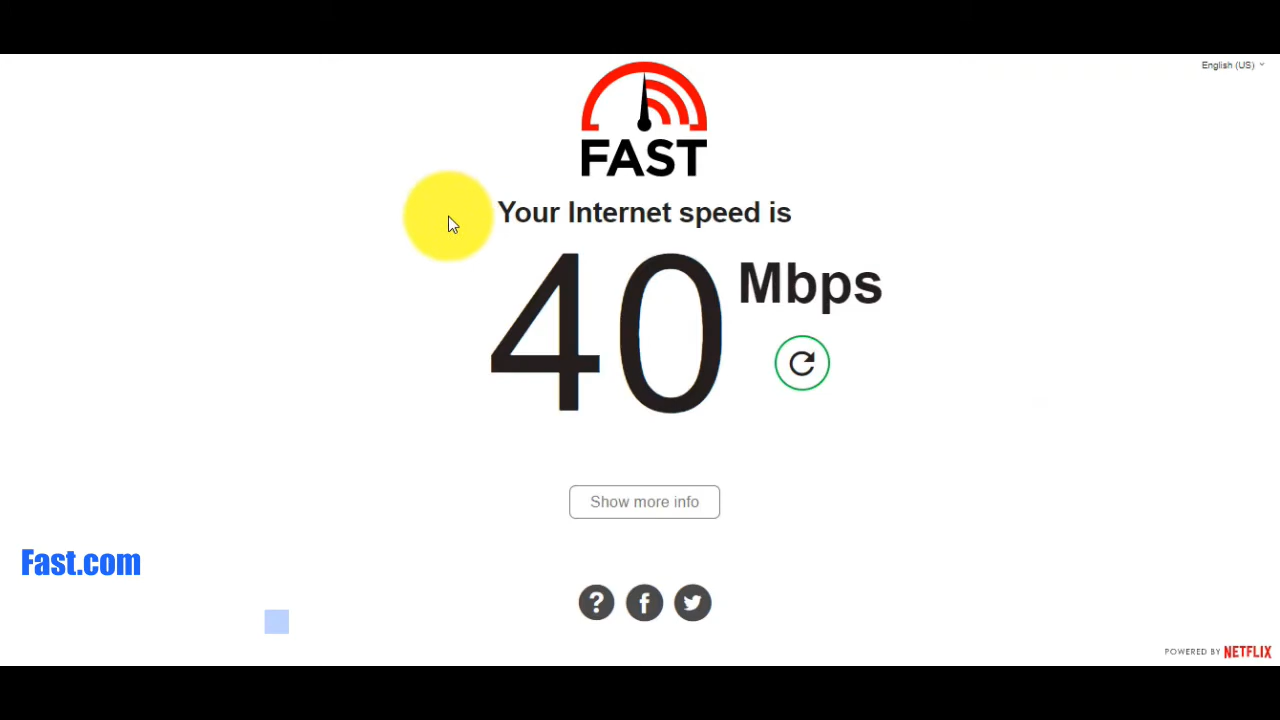 English (US)
FAST
Your Internet speed is
40 Mbps
Show more info
Fast.com
?
f
POWERED BY NETFLIX